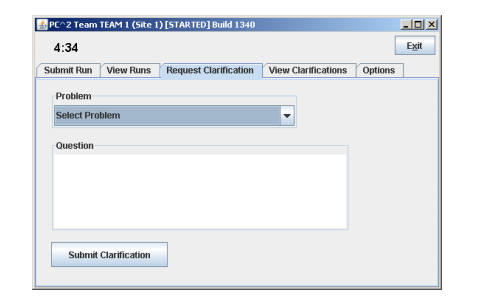 PC^2 Team TEAM 1 (Site 1) [STARTED] Build 1340
4:34
Exit
Submit Run View Runs Request Clarification View Clarifications Options
Problem
Select Problem
Question
Submit Clarification